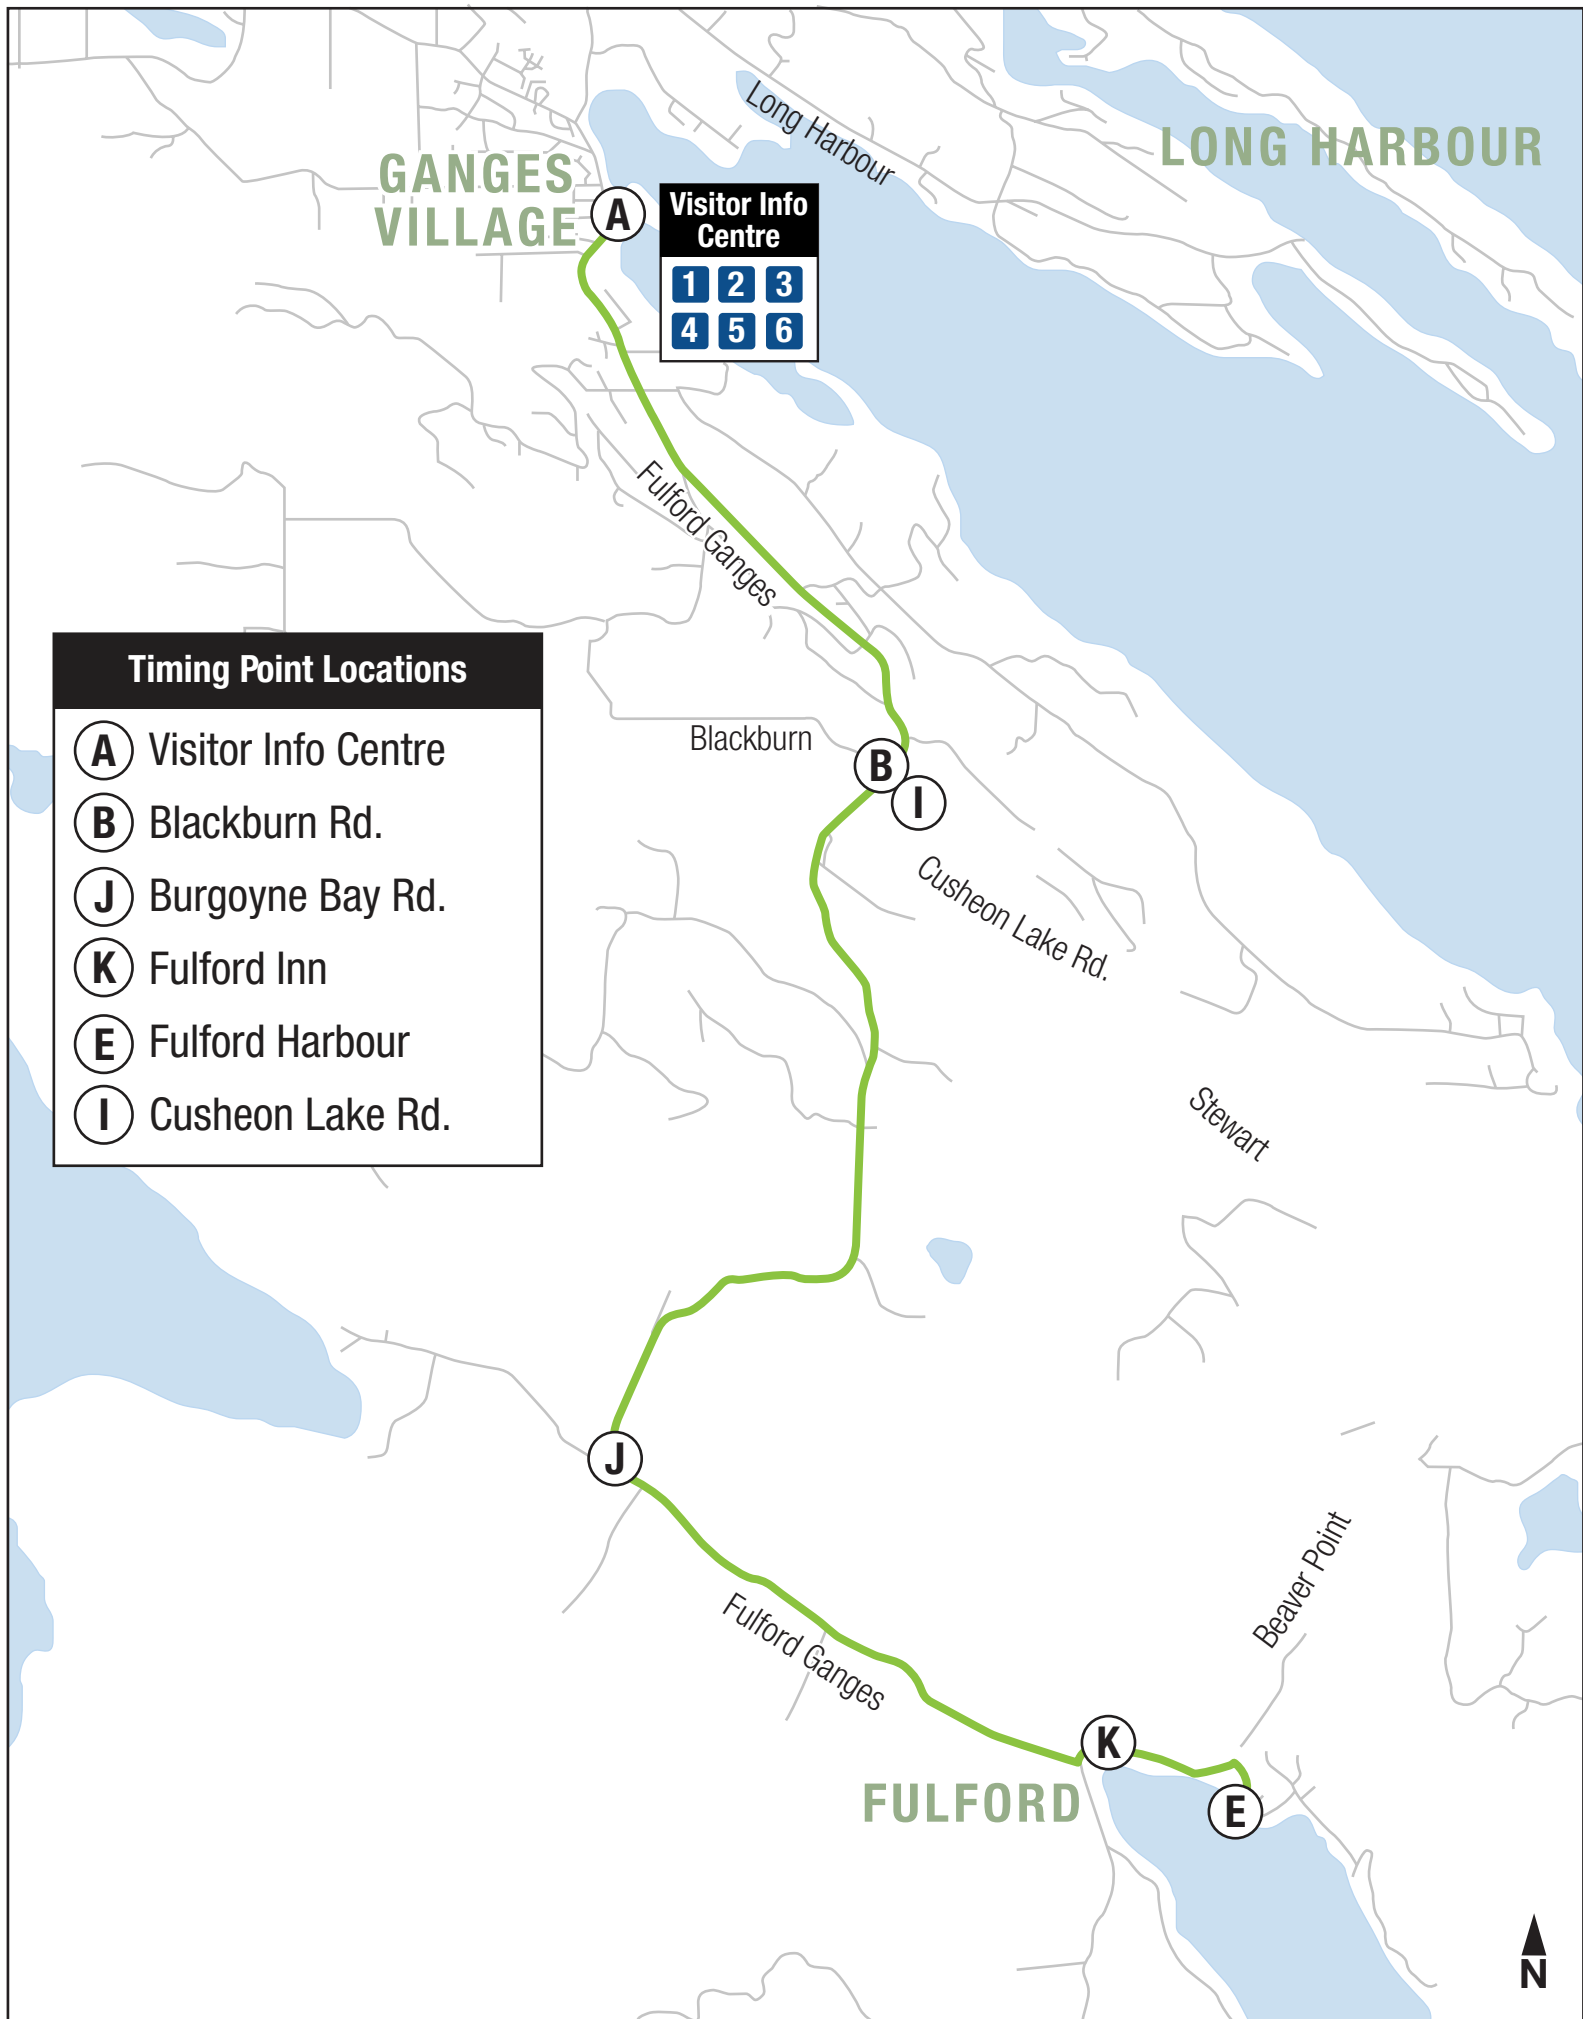 Long Harbour
LONG HARBOUR
GANGES
VILLAGE
A
Visitor Info
Centre
1 2 3
4 5 6
Fulford Ganges
Timing Point Locations
A Visitor Info Centre
B Blackburn Rd.
J Burgoyne Bay Rd.
K Fulford Inn
E Fulford Harbour
I Cusheon Lake Rd.
Blackburn
B
I
Cusheon Lake Rd.
Stewart
J
Beaver Point
Fulford Ganges
K
FULFORD
E
N